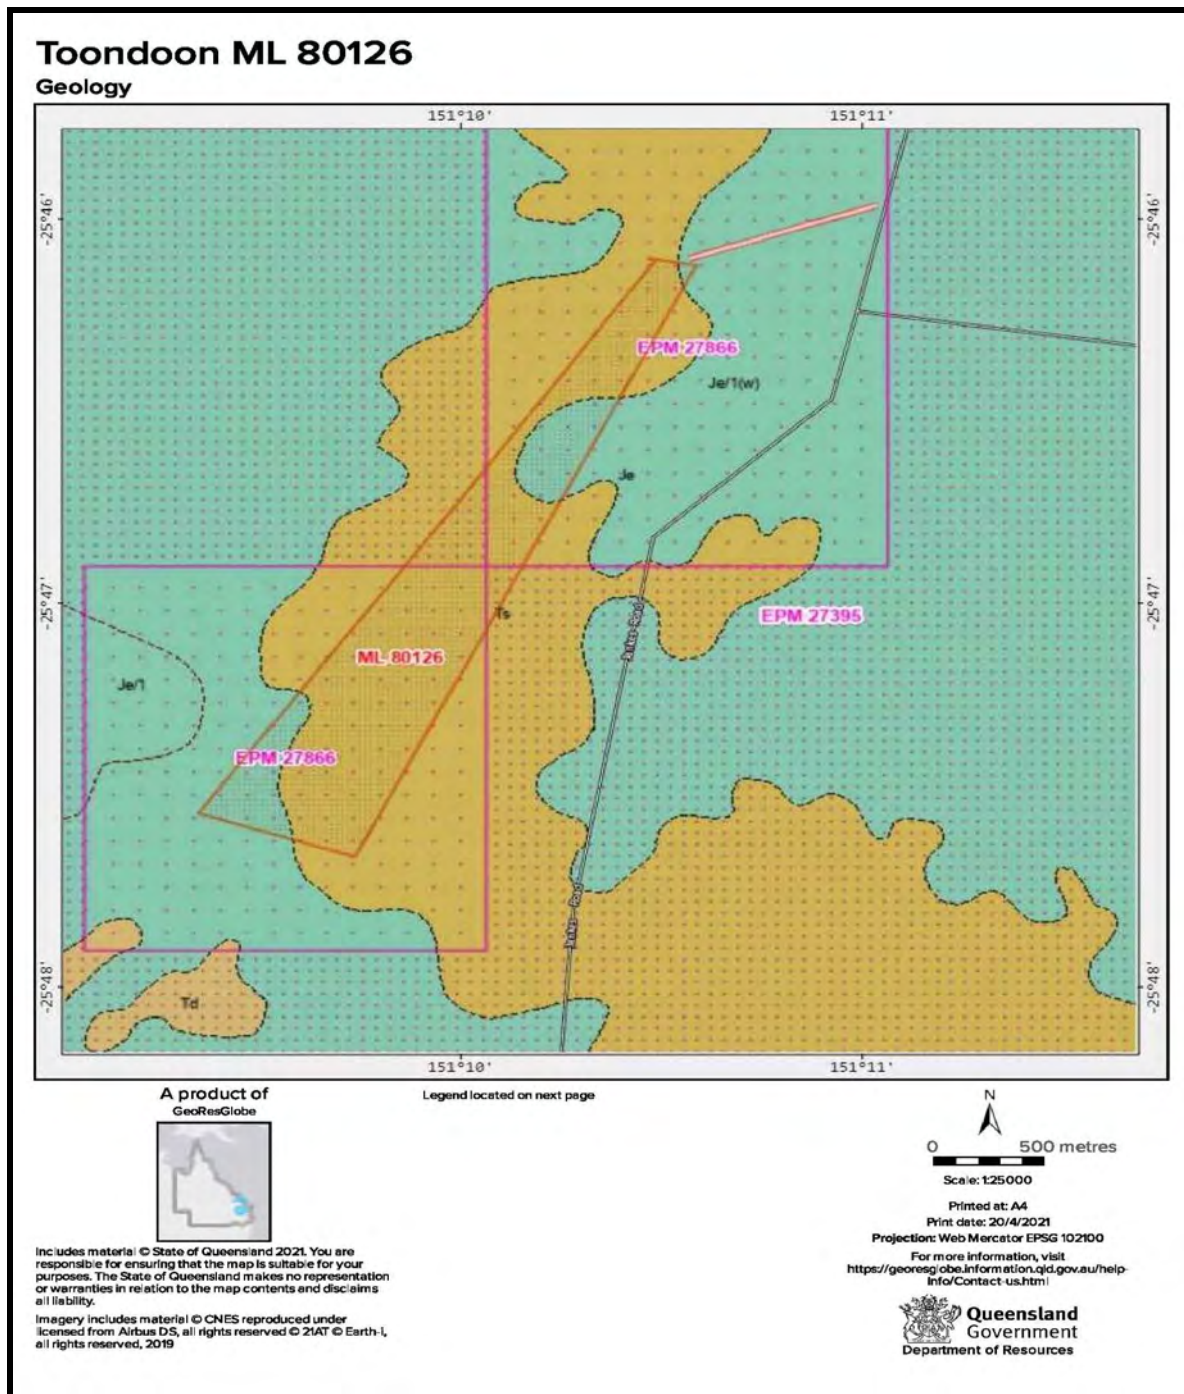 Toondoon ML 80126
Geology
151°10'
151°11'
-25°46'
-25°46'
EPM 27866
Je/1(w)
Je
-25°47'
-25°47'
Ts
EPM 27395
ML 80126
Je/1
EPM 27866
Road
Road
-25°48'
-25°48'
Td
151°10'
151°11'
A product of
GeoResGlobe
Legend located on next page
N
0 500 metres
Scale: 1:25000
Printed at: A4
Print date: 20/4/2021
Projection: Web Mercator EPSG 102100
For more information, visit
https://georesglobe.information.qld.gov.au/help-
info/Contact-us.html
Includes material © State of Queensland 2021. You are
responsible for ensuring that the map is suitable for your
purposes. The State of Queensland makes no representation
or warranties in relation to the map contents and disclaims
all liability.
Imagery includes material © CNES reproduced under
licensed from Airbus DS, all rights reserved © 21AT © Earth-i,
all rights reserved, 2019
Queensland
Government
Department of Resources